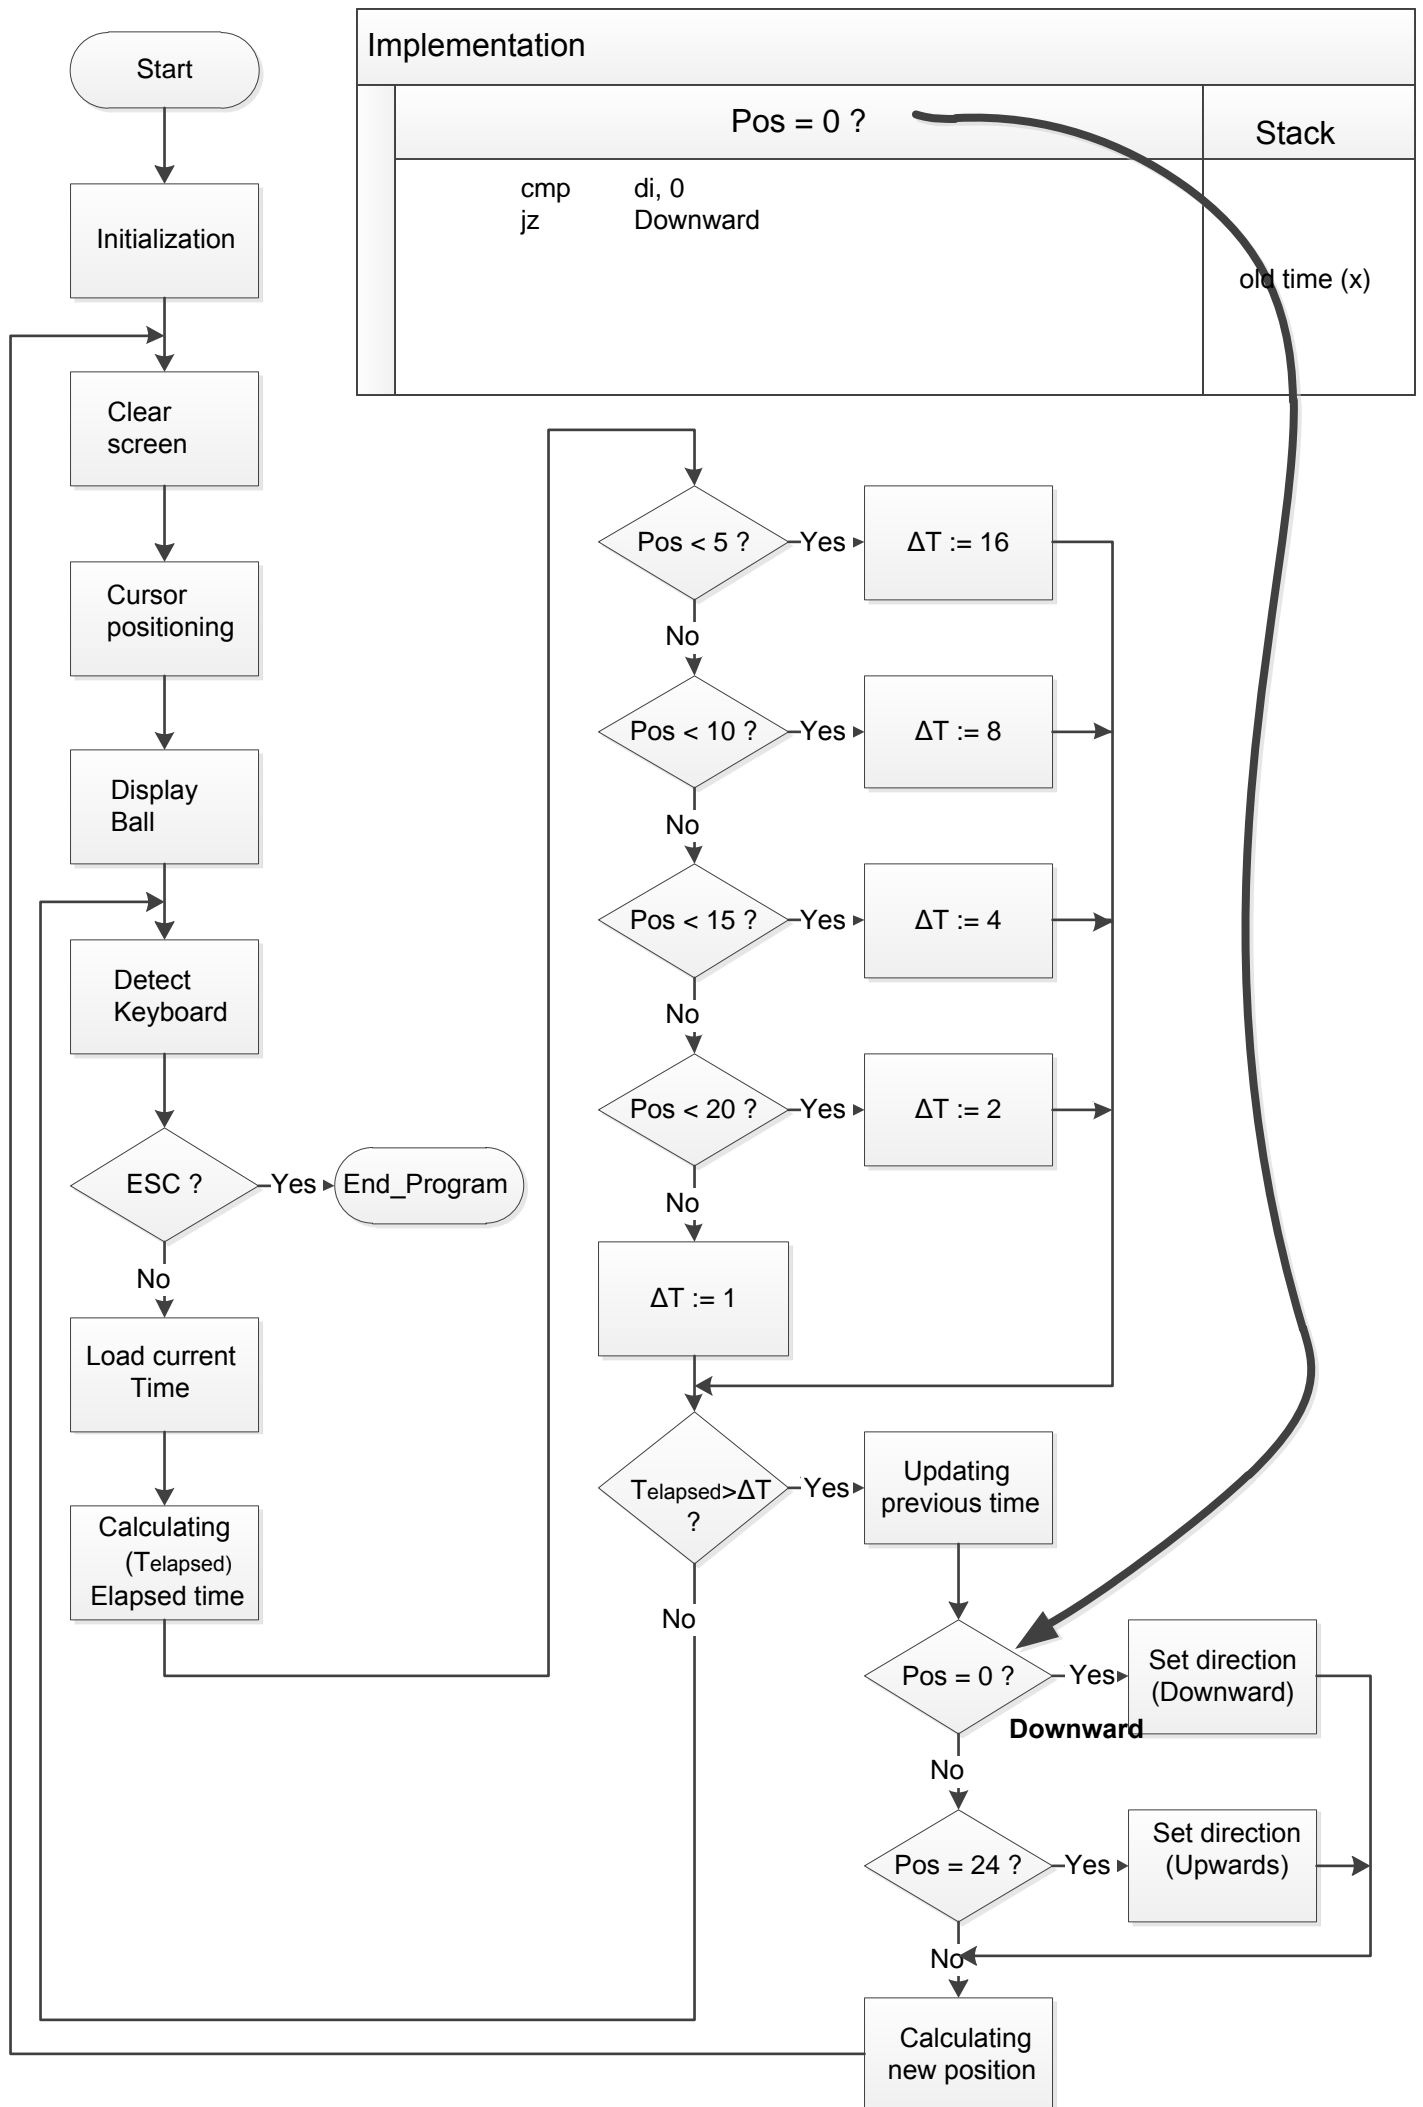 Implementation
Pos = 0 ?
Stack
cmp di, 0
jz Downward
old time (x)
Start
Initialization
Clear
screen
Cursor
positioning
Display
Ball
Detect
Keyboard
ESC ?
Yes
End_Program
No
Load current
Time
Calculating
(Telapsed)
Elapsed time
Pos < 5 ?
Yes
ΔT := 16
No
Pos < 10 ?
Yes
ΔT := 8
No
Pos < 15 ?
Yes
ΔT := 4
No
Pos < 20 ?
Yes
ΔT := 2
No
ΔT := 1
Telapsed>ΔT
?
Yes
Updating
previous time
No
Pos = 0 ?
Yes
Set direction
(Downward)
Downward
No
Pos = 24 ?
Yes
Set direction
(Upwards)
No
Calculating
new position